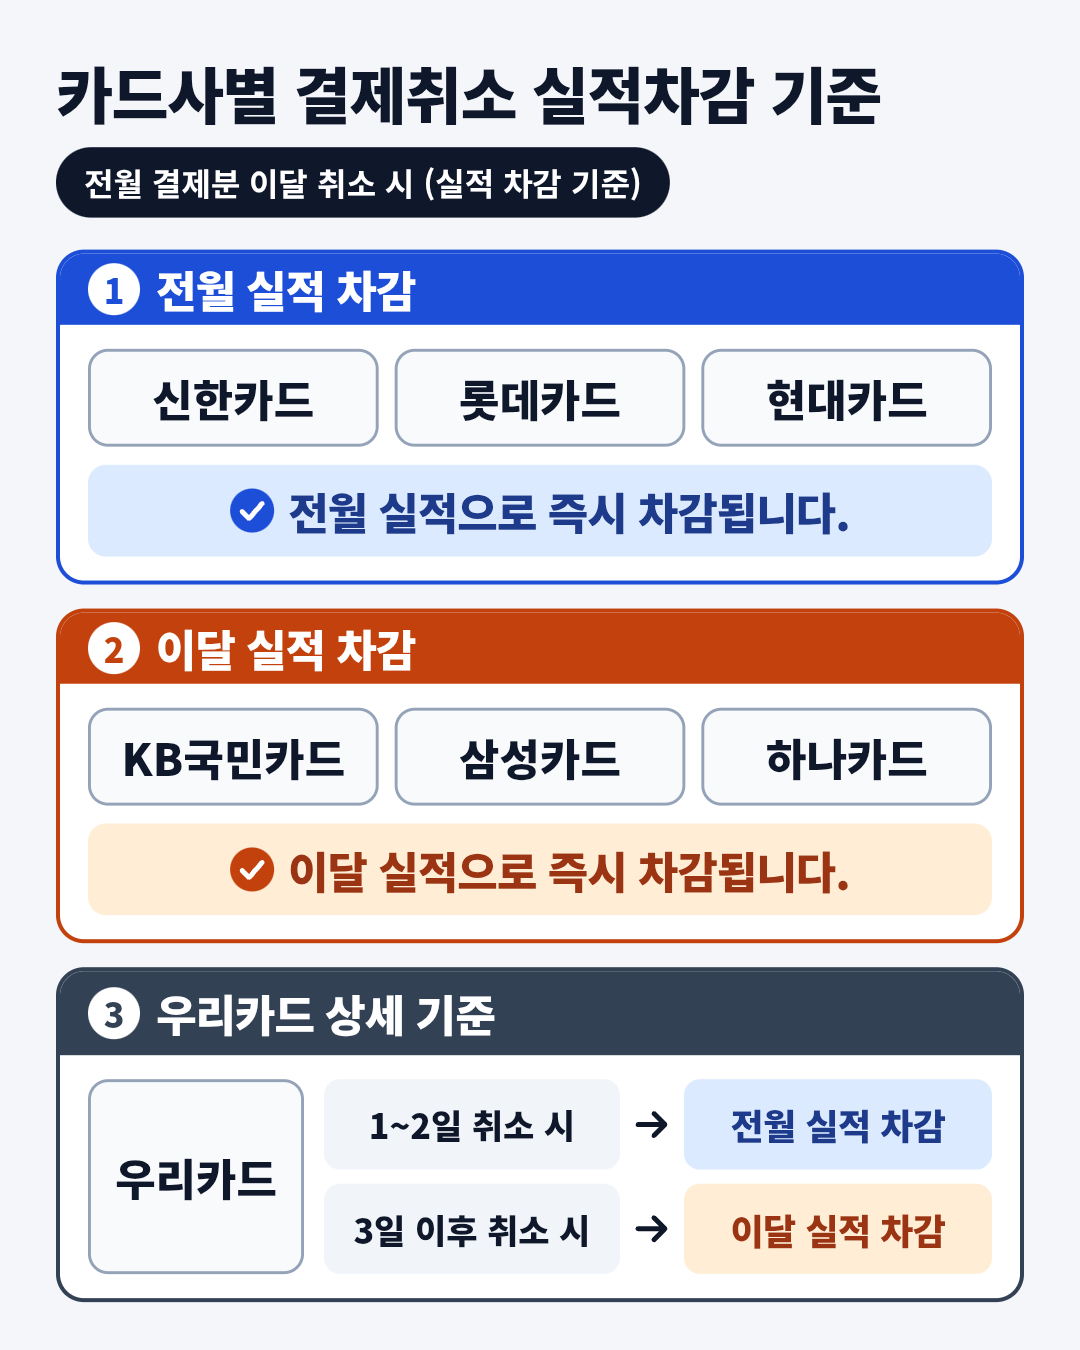 카드사별 결제취소 실적차감 기준
전월 결제분 이달 취소 시 (실적 차감 기준)
1 전월 실적 차감
신한카드 롯데카드 현대카드
전월 실적으로 즉시 차감됩니다.
2 이달 실적 차감
KB국민카드 삼성카드 하나카드
이달 실적으로 즉시 차감됩니다.
3 우리카드 상세 기준
우리카드
1~2일 취소 시 → 전월 실적 차감
3일 이후 취소 시 → 이달 실적 차감